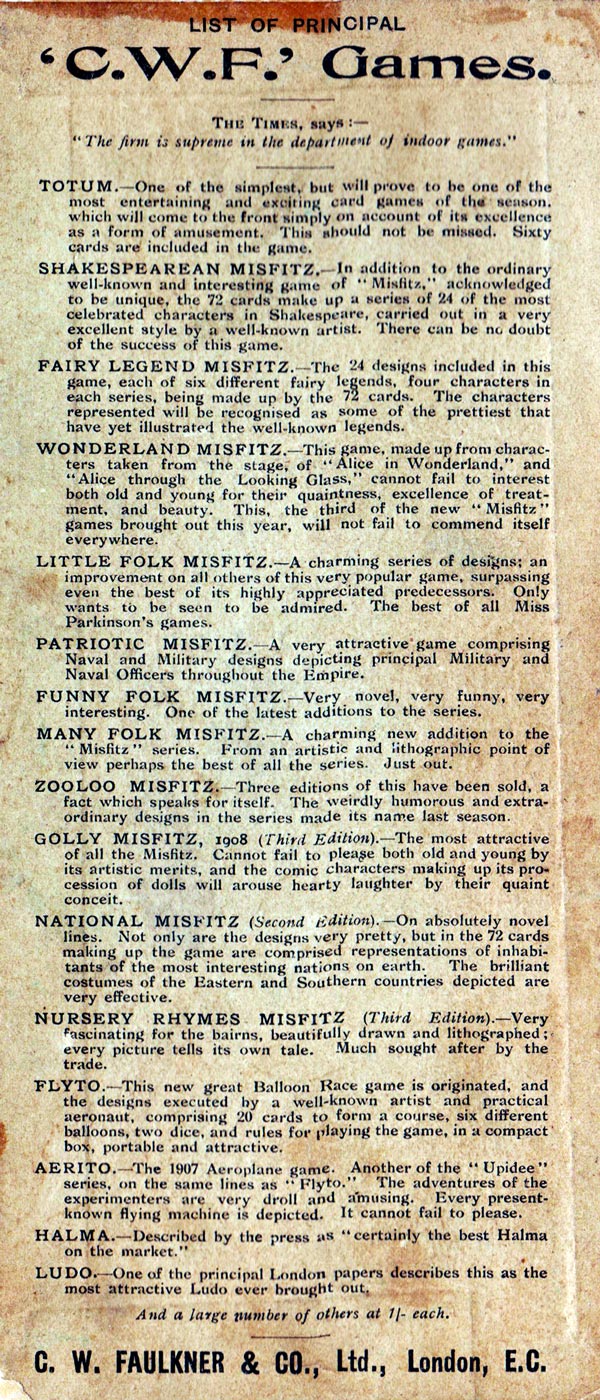 LIST OF PRINCIPAL
‘C.W.F.’ Games.
THE TIMES, says :—
“The firm is supreme in the department of indoor games.”
TOTUM.—One of the simplest, but will prove to be one of the
most entertaining and exciting card games of the season,
which will come to the front simply on account of its excellence
as a form of amusement. This should not be missed. Sixty
cards are included in the game.
SHAKESPEAREAN MISFITZ.—In addition to the ordinary
well-known and interesting game of “Misfitz,” acknowledged
to be unique, the 72 cards make up a series of 24 of the most
celebrated characters in Shakespeare, carried out in a very
excellent style by a well-known artist. There can be no doubt
of the success of this game.
FAIRY LEGEND MISFITZ.—The 24 designs included in this
game, each of six different fairy legends, four characters in
each series, being made up by the 72 cards. The characters
represented will be recognised as some of the prettiest that
have yet illustrated the well-known legends.
WONDERLAND MISFITZ.—This game, made up from charac-
ters taken from the stage, of “Alice in Wonderland,” and
“Alice through the Looking Glass,” cannot fail to interest
both old and young for their quaintness, excellence of treat-
ment, and beauty. This, the third of the new “Misfitz”
games brought out this year, will not fail to commend itself
everywhere.
LITTLE FOLK MISFITZ.—A charming series of designs; an
improvement on all others of this very popular game, surpassing
even the best of its highly appreciated predecessors. Only
wants to be seen to be admired. The best of all Miss
Parkinson’s games.
PATRIOTIC MISFITZ.—A very attractive game comprising
Naval and Military designs depicting principal Military and
Naval Officers throughout the Empire.
FUNNY FOLK MISFITZ.—Very novel, very funny, very
interesting. One of the latest additions to the series.
MANY FOLK MISFITZ.—A charming new addition to the
“Misfitz” series. From an artistic and lithographic point of
view perhaps the best of all the series. Just out.
ZOOLOO MISFITZ.—Three editions of this have been sold, a
fact which speaks for itself. The weirdly humorous and extra-
ordinary designs in the series made its name last season.
GOLLY MISFITZ, 1908 (Third Edition).—The most attractive
of all the Misfitz. Cannot fail to please both old and young by
its artistic merits, and the comic characters making up its pro-
cession of dolls will arouse hearty laughter by their quaint
conceit.
NATIONAL MISFITZ (Second Edition).—On absolutely novel
lines. Not only are the designs very pretty, but in the 72 cards
making up the game are comprised representations of inhabi-
tants of the most interesting nations on earth. The brilliant
costumes of the Eastern and Southern countries depicted are
very effective.
NURSERY RHYMES MISFITZ (Third Edition).—Very
fascinating for the bairns, beautifully drawn and lithographed;
every picture tells its own tale. Much sought after by the
trade.
FLYTO.—This new great Balloon Race game is originated, and
the designs executed by a well-known artist and practical
aeronaut, comprising 20 cards to form a course, six different
balloons, two dice, and rules for playing the game, in a compact
box, portable and attractive.
AERITO.—The 1907 Aeroplane game. Another of the “Upidee”
series, on the same lines as “Flyto.” The adventures of the
experimenters are very droll and amusing. Every present-
known flying machine is depicted. It cannot fail to please.
HALMA.—Described by the press as “certainly the best Halma
on the market.”
LUDO.—One of the principal London papers describes this as the
most attractive Ludo ever brought out.
And a large number of others at 1/- each.
C. W. FAULKNER & CO., Ltd., London, E.C.